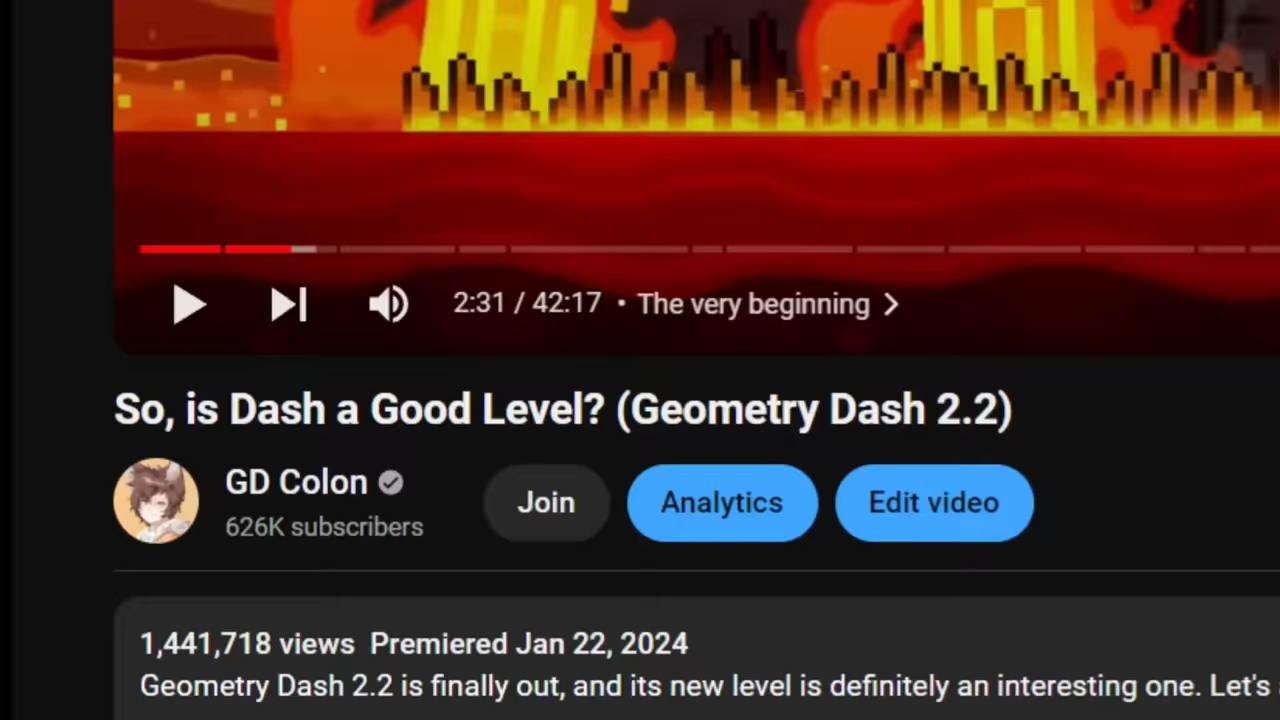 2:31 / 42:17 • The very beginning
So, is Dash a Good Level? (Geometry Dash 2.2)
GD Colon
626K subscribers
Join
Analytics
Edit video
1,441,718 views Premiered Jan 22, 2024
Geometry Dash 2.2 is finally out, and its new level is definitely an interesting one. Let's